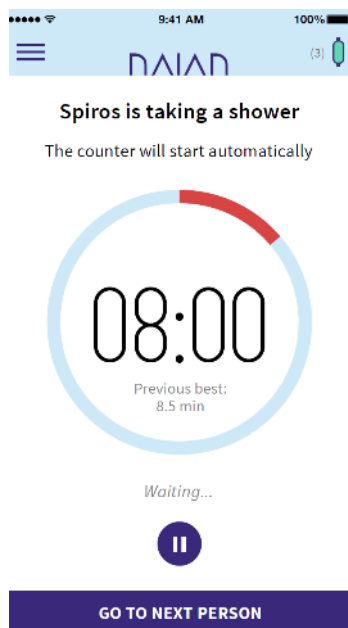 9:41 AM 100%
NAIAD
(3)
Spiros is taking a shower
The counter will start automatically
08:00
Previous best:
8.5 min
Waiting...
GO TO NEXT PERSON